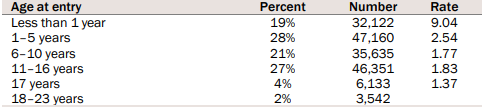 Age at entry Percent Number Rate
Less than 1 year 19% 32,122 9.04
1–5 years 28% 47,160 2.54
6–10 years 21% 35,635 1.77
11–16 years 27% 46,351 1.83
17 years 4% 6,133 1.37
18–23 years 2% 3,542